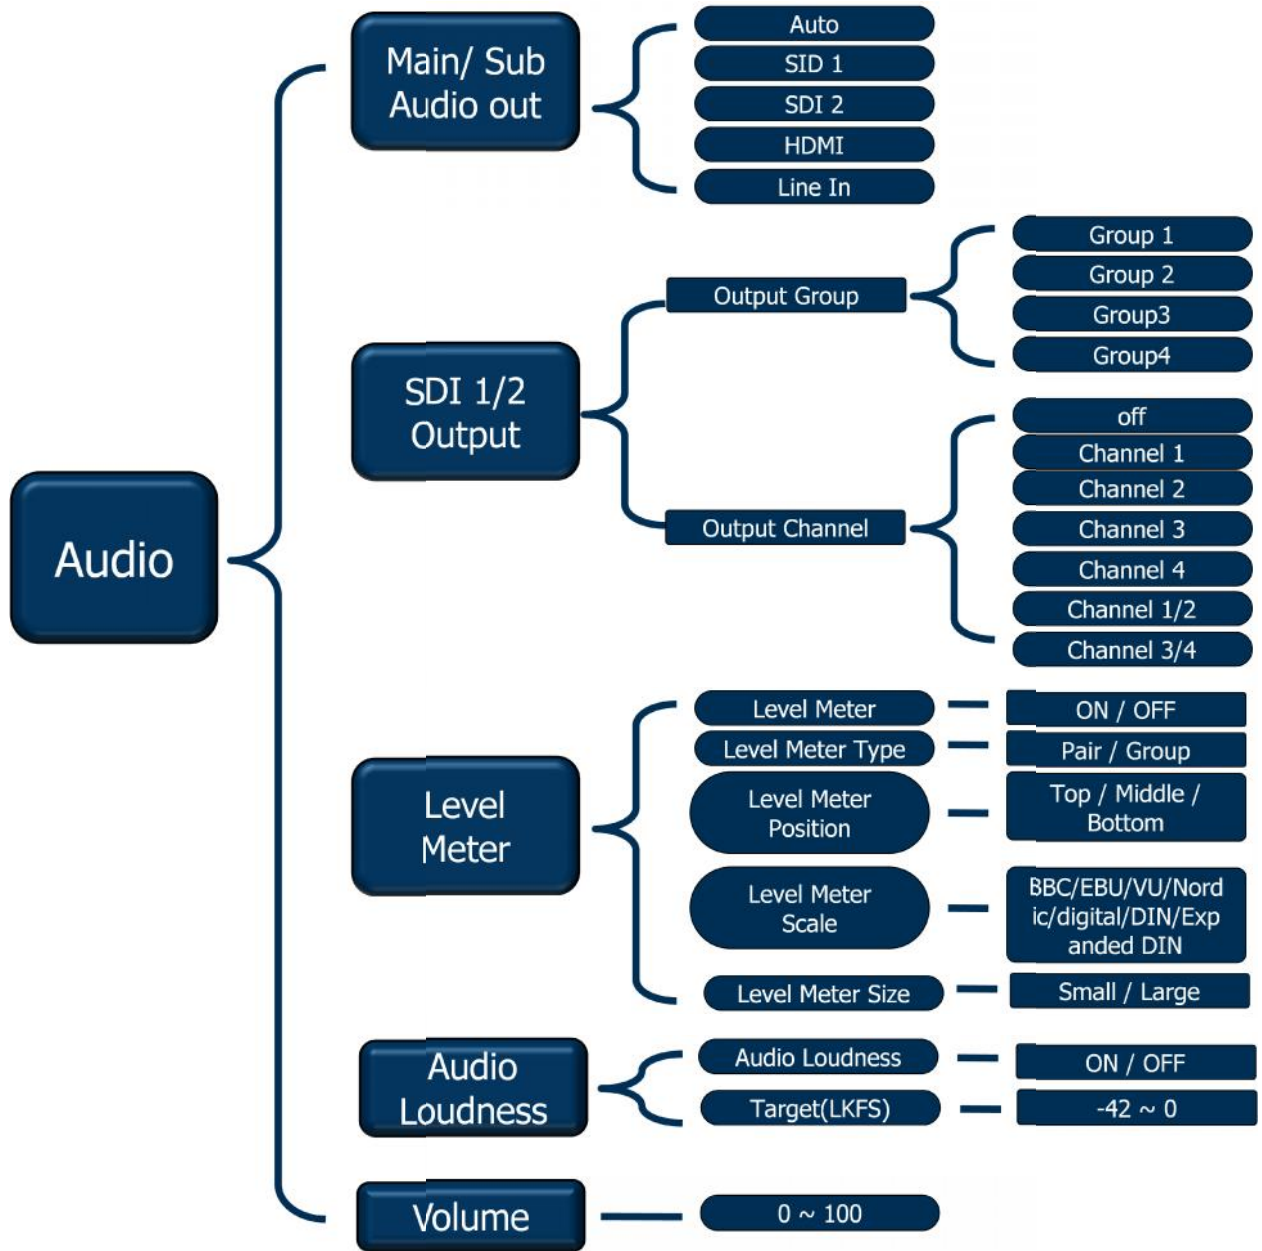 Audio
Main/ Sub
Audio out
Auto
SID 1
SDI 2
HDMI
Line In
SDI 1/2
Output
Output Group
Group 1
Group 2
Group3
Group4
Output Channel
off
Channel 1
Channel 2
Channel 3
Channel 4
Channel 1/2
Channel 3/4
Level
Meter
Level Meter
ON / OFF
Level Meter Type
Pair / Group
Level Meter
Position
Top / Middle /
Bottom
Level Meter
Scale
BBC/EBU/VU/Nord
ic/digital/DIN/Exp
anded DIN
Level Meter Size
Small / Large
Audio
Loudness
Audio Loudness
ON / OFF
Target(LKFS)
-42 ~ 0
Volume
0 ~ 100